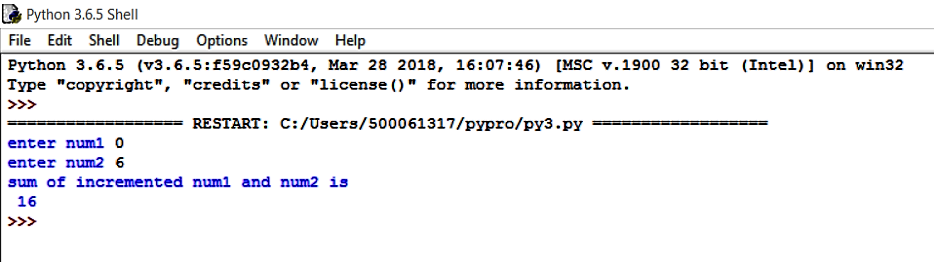 Python 3.6.5 Shell
File Edit Shell Debug Options Window Help
Python 3.6.5 (v3.6.5:f59c0932b4, Mar 28 2018, 16:07:46) [MSC v.1900 32 bit (Intel)] on win32
Type "copyright", "credits" or "license()" for more information.
>>>
================== RESTART: C:/Users/500061317/pypro/py3.py ==================
enter num1 0
enter num2 6
sum of incremented num1 and num2 is
 16
>>>